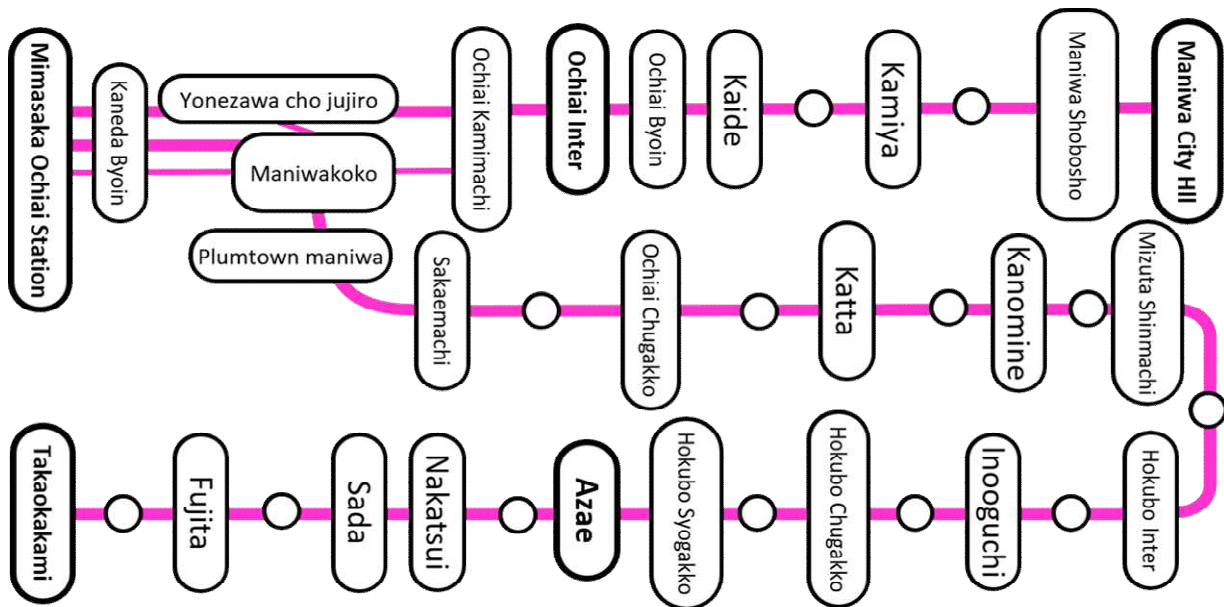 Mimasaka Ochiai Station
Kaneda Byoin
Yonezawa cho jujiro
Maniwakoko
Plumtown maniwa
Ochiai Kamimachi
Ochiai Inter
Ochiai Byoin
Kaide
Kamiya
Maniwa Shobosho
Maniwa City Hll
Sakaemachi
Ochiai Chugakko
Katta
Kanomine
Mizuta Shinmachi
Takaokakami
Fujita
Sada
Nakatsui
Azae
Hokubo Syogakko
Hokubo Chugakko
Inooguchi
Hokubo Inter